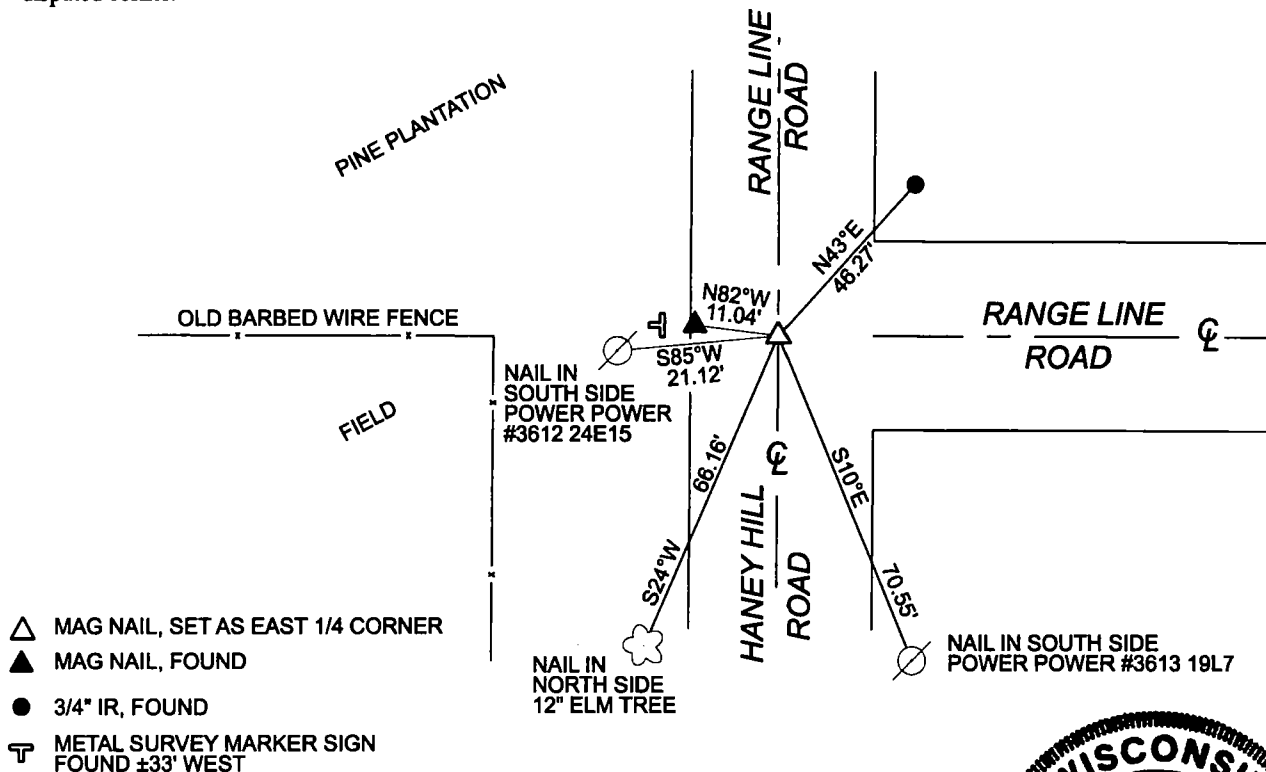 PINE PLANTATION
RANGE LINE
ROAD
N43°E
46.27'
N82°W
11.04'
OLD BARBED WIRE FENCE
S85°W
21.12'
RANGE LINE
ROAD
℄
NAIL IN
SOUTH SIDE
POWER POWER
#3612 24E15
FIELD
66.16'
S24°W
℄
HANEY HILL
ROAD
S10°E
70.55'
MAG NAIL, SET AS EAST 1/4 CORNER
MAG NAIL, FOUND
3/4" IR, FOUND
METAL SURVEY MARKER SIGN
FOUND ±33' WEST
NAIL IN
NORTH SIDE
12" ELM TREE
NAIL IN SOUTH SIDE
POWER POWER #3613 19L7
WISCONS